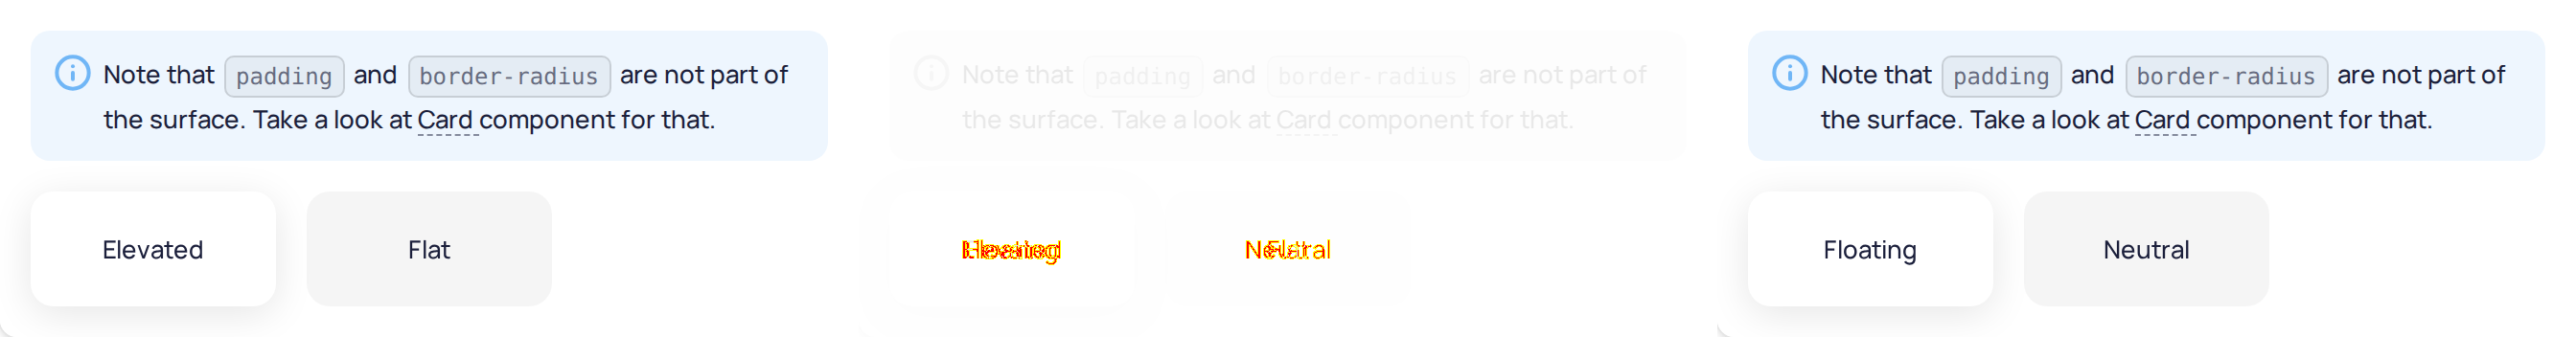 Note that padding and border-radius are not part of
the surface. Take a look at Card component for that.
Elevated
Flat
Note that padding and border-radius are not part of
the surface. Take a look at Card component for that.
Note that padding and border-radius are not part of
the surface. Take a look at Card component for that.
Floating
Neutral